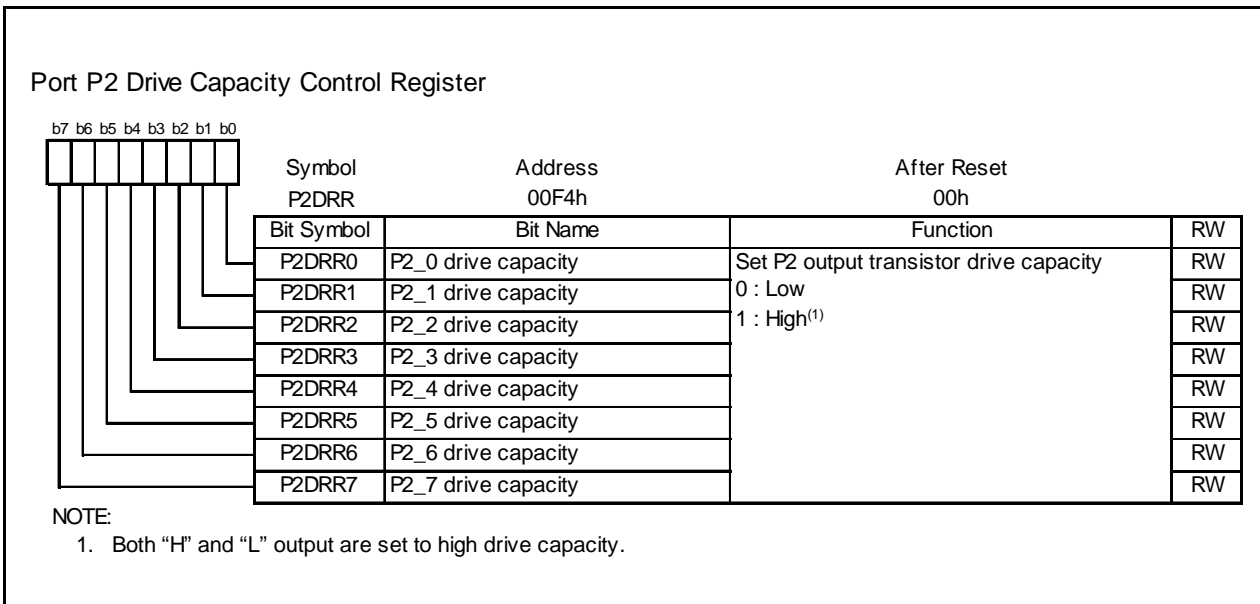 Port P2 Drive Capacity Control Register
b7 b6 b5 b4 b3 b2 b1 b0
Symbol Address After Reset
P2DRR 00F4h 00h
Bit Symbol Bit Name Function RW
P2DRR0 P2_0 drive capacity Set P2 output transistor drive capacity RW
P2DRR1 P2_1 drive capacity 0 : Low RW
P2DRR2 P2_2 drive capacity 1 : High(1) RW
P2DRR3 P2_3 drive capacity RW
P2DRR4 P2_4 drive capacity RW
P2DRR5 P2_5 drive capacity RW
P2DRR6 P2_6 drive capacity RW
P2DRR7 P2_7 drive capacity RW
NOTE:
1. Both “H” and “L” output are set to high drive capacity.